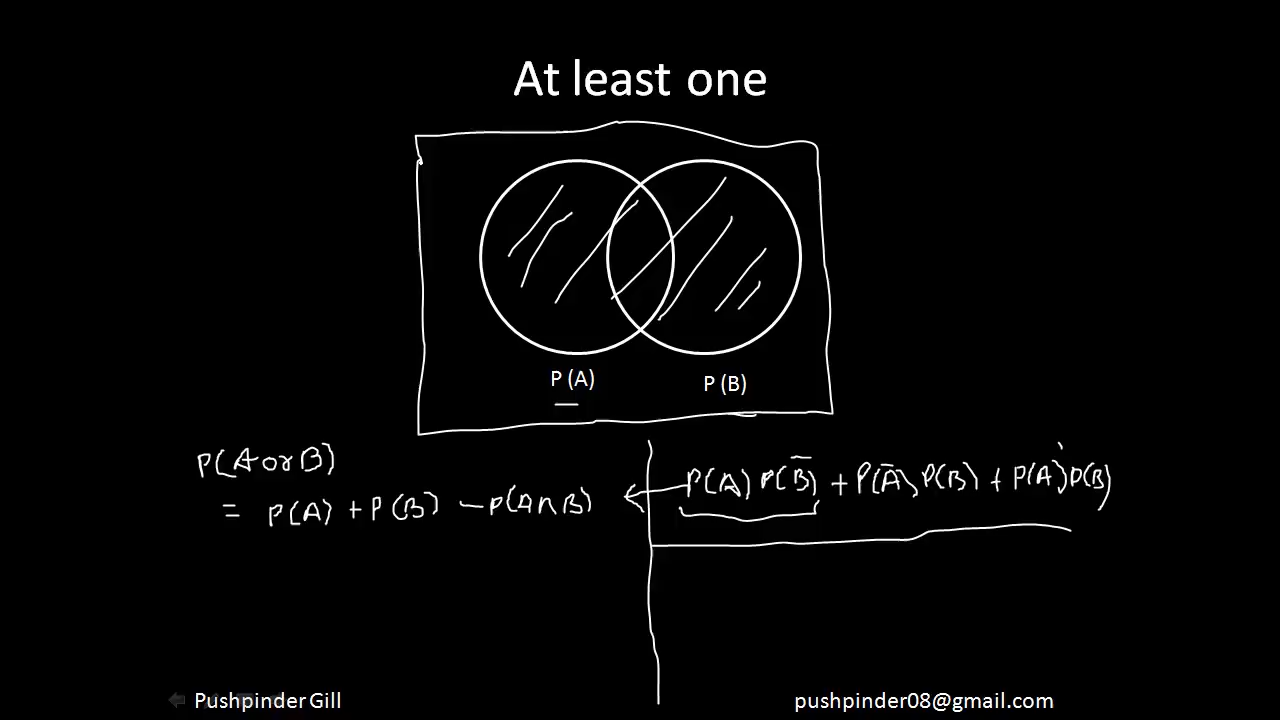 At least one
P (A)
P (B)
P(A or B)
= P(A) + P(B) - P(A∩B)
P(A) P(B̅) + P(A̅) P(B) + P(A) P(B)
Pushpinder Gill
pushpinder08@gmail.com